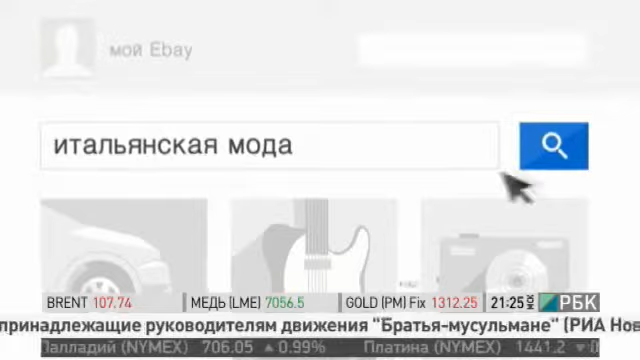 мой Ebay
итальянская мода
BRENT 107.74 МЕДЬ (LME) 7056.5 GOLD (PM) Fix 1312.25 21:25 МСК РБК
принадлежащие руководителям движения "Братья-мусульмане" (РИА Нов
Палладий (NYMEX) 706.05 ▲ 0.99% Платина (NYMEX) 1441.2